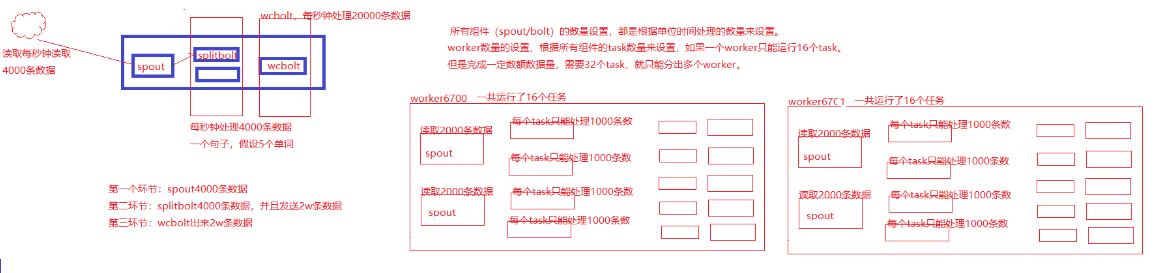 wcbolt，每秒钟处理20000条数据
读取每秒钟读取
4000条数据
spout
splitbolt
wcbolt
每秒钟处理4000条数据
一个句子，假设5个单词
第一个环节：spout4000条数据
第二环节：splitbolt4000条数据，并且发送2w条数据
第三环节：wcbolt出来2w条数据
所有组件（spout/bolt）的数量设置，都是根据单位时间处理的数量来设置。
worker数量的设置，根据所有组件的task数量来设置，如果一个worker只能运行16个task。
但是完成一定数额数据量，需要32个task，就只能分出多个worker。
worker6700 一共运行了16个任务
读取2000条数据
spout
读取2000条数据
spout
每个task只能处理1000条数
每个task只能处理1000条数
每个task只能处理1000条数
每个task只能处理1000条数
worker6701 一共运行了16个任务
读取2000条数据
spout
读取2000条数据
spout
每个task只能处理1000条数
每个task只能处理1000条数
每个task只能处理1000条数
每个task只能处理1000条数